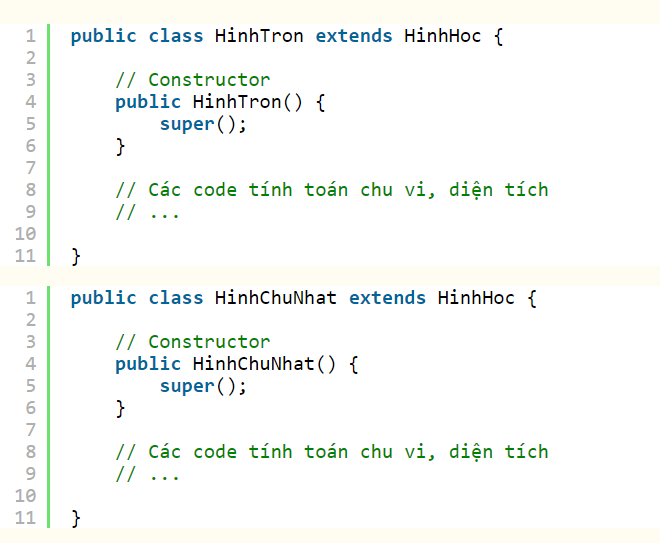 1 public class HinhTron extends HinhHoc {
2
3 // Constructor
4 public HinhTron() {
5 super();
6 }
7
8 // Các code tính toán chu vi, diện tích
9 // ...
10
11 }
1 public class HinhChuNhat extends HinhHoc {
2
3 // Constructor
4 public HinhChuNhat() {
5 super();
6 }
7
8 // Các code tính toán chu vi, diện tích
9 // ...
10
11 }